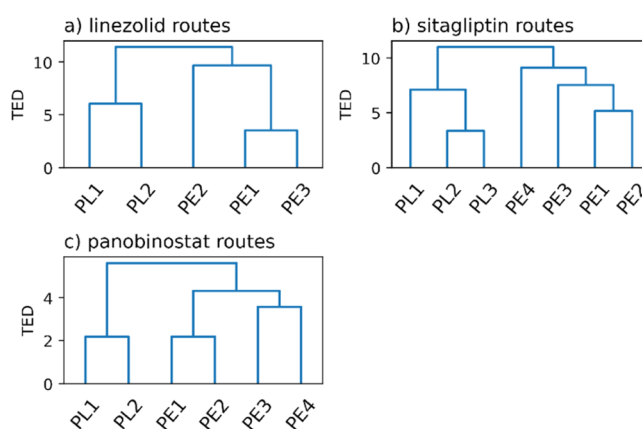 a) linezolid routes
TED
10
5
0
PL1 PL2 PE2 PE1 PE3
b) sitagliptin routes
TED
10
5
0
PL1 PL2 PL3 PE4 PE3 PE1 PE2
c) panobinostat routes
TED
4
2
0
PL1 PL2 PE1 PE2 PE3 PE4